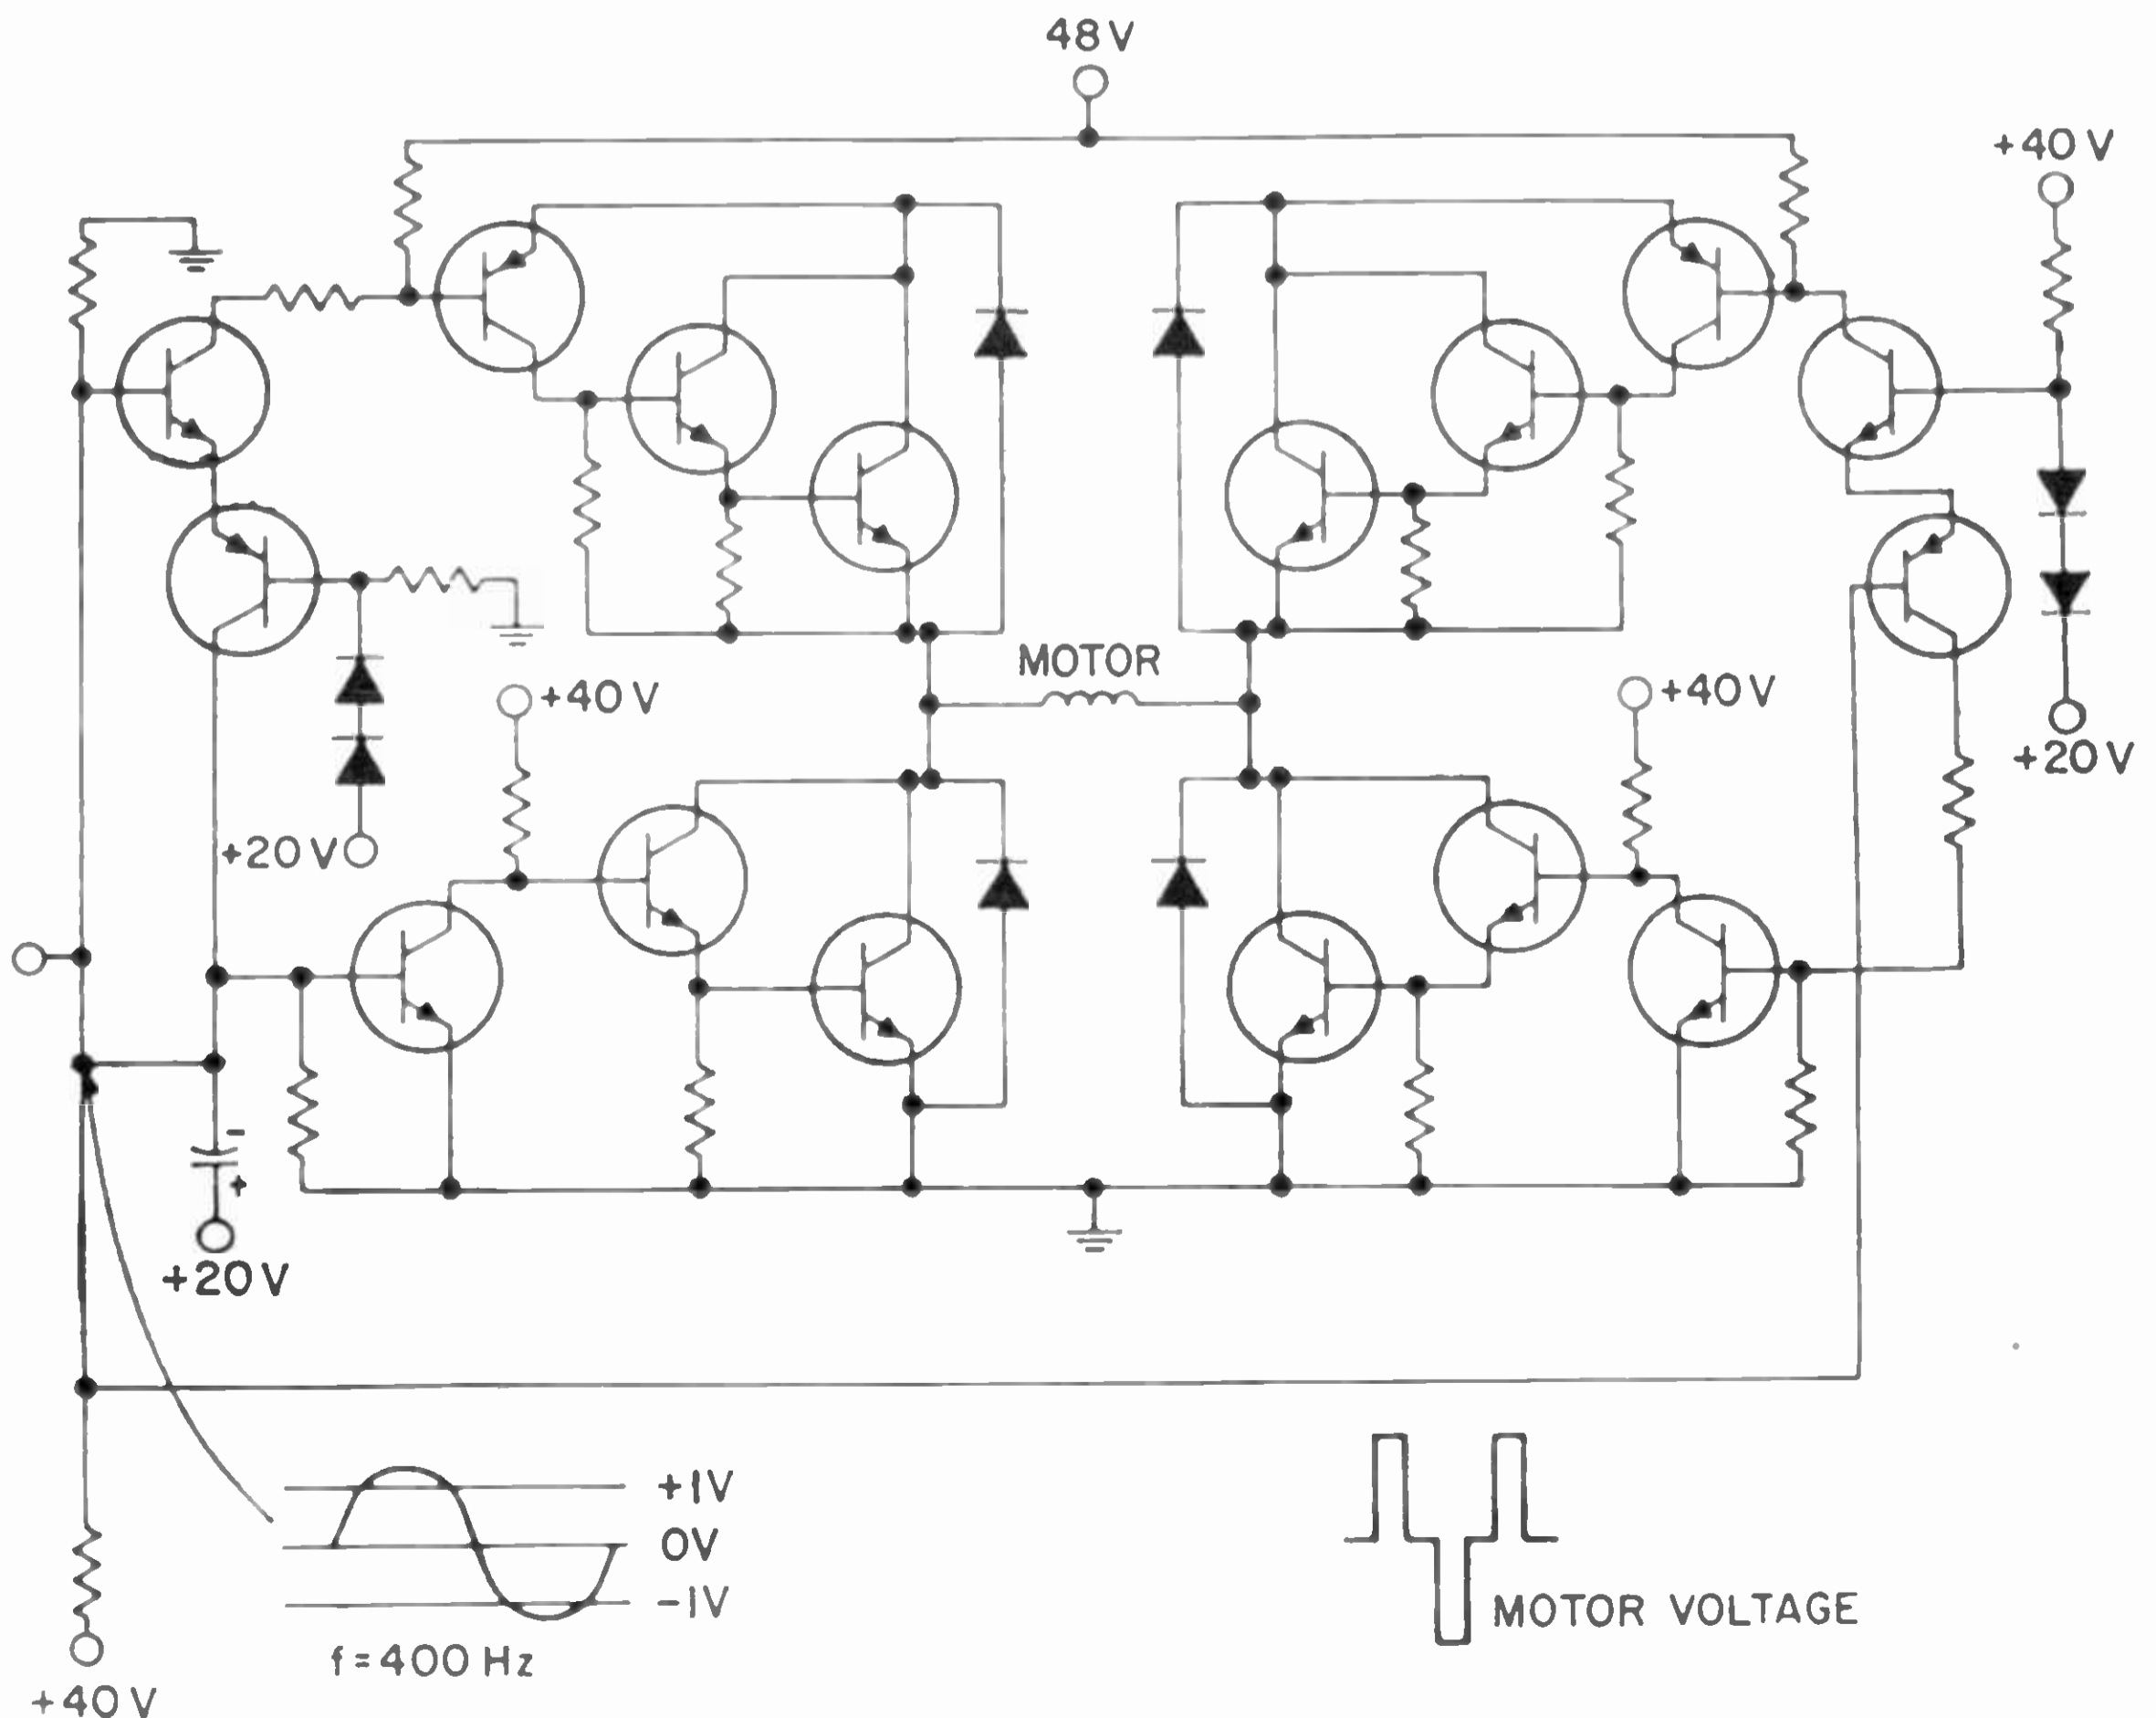 48V
+40V
MOTOR
+40V
+40V
+20V
+20V
-
+
+20V
+1V
0V
-1V
f=400 Hz
MOTOR VOLTAGE
+40V